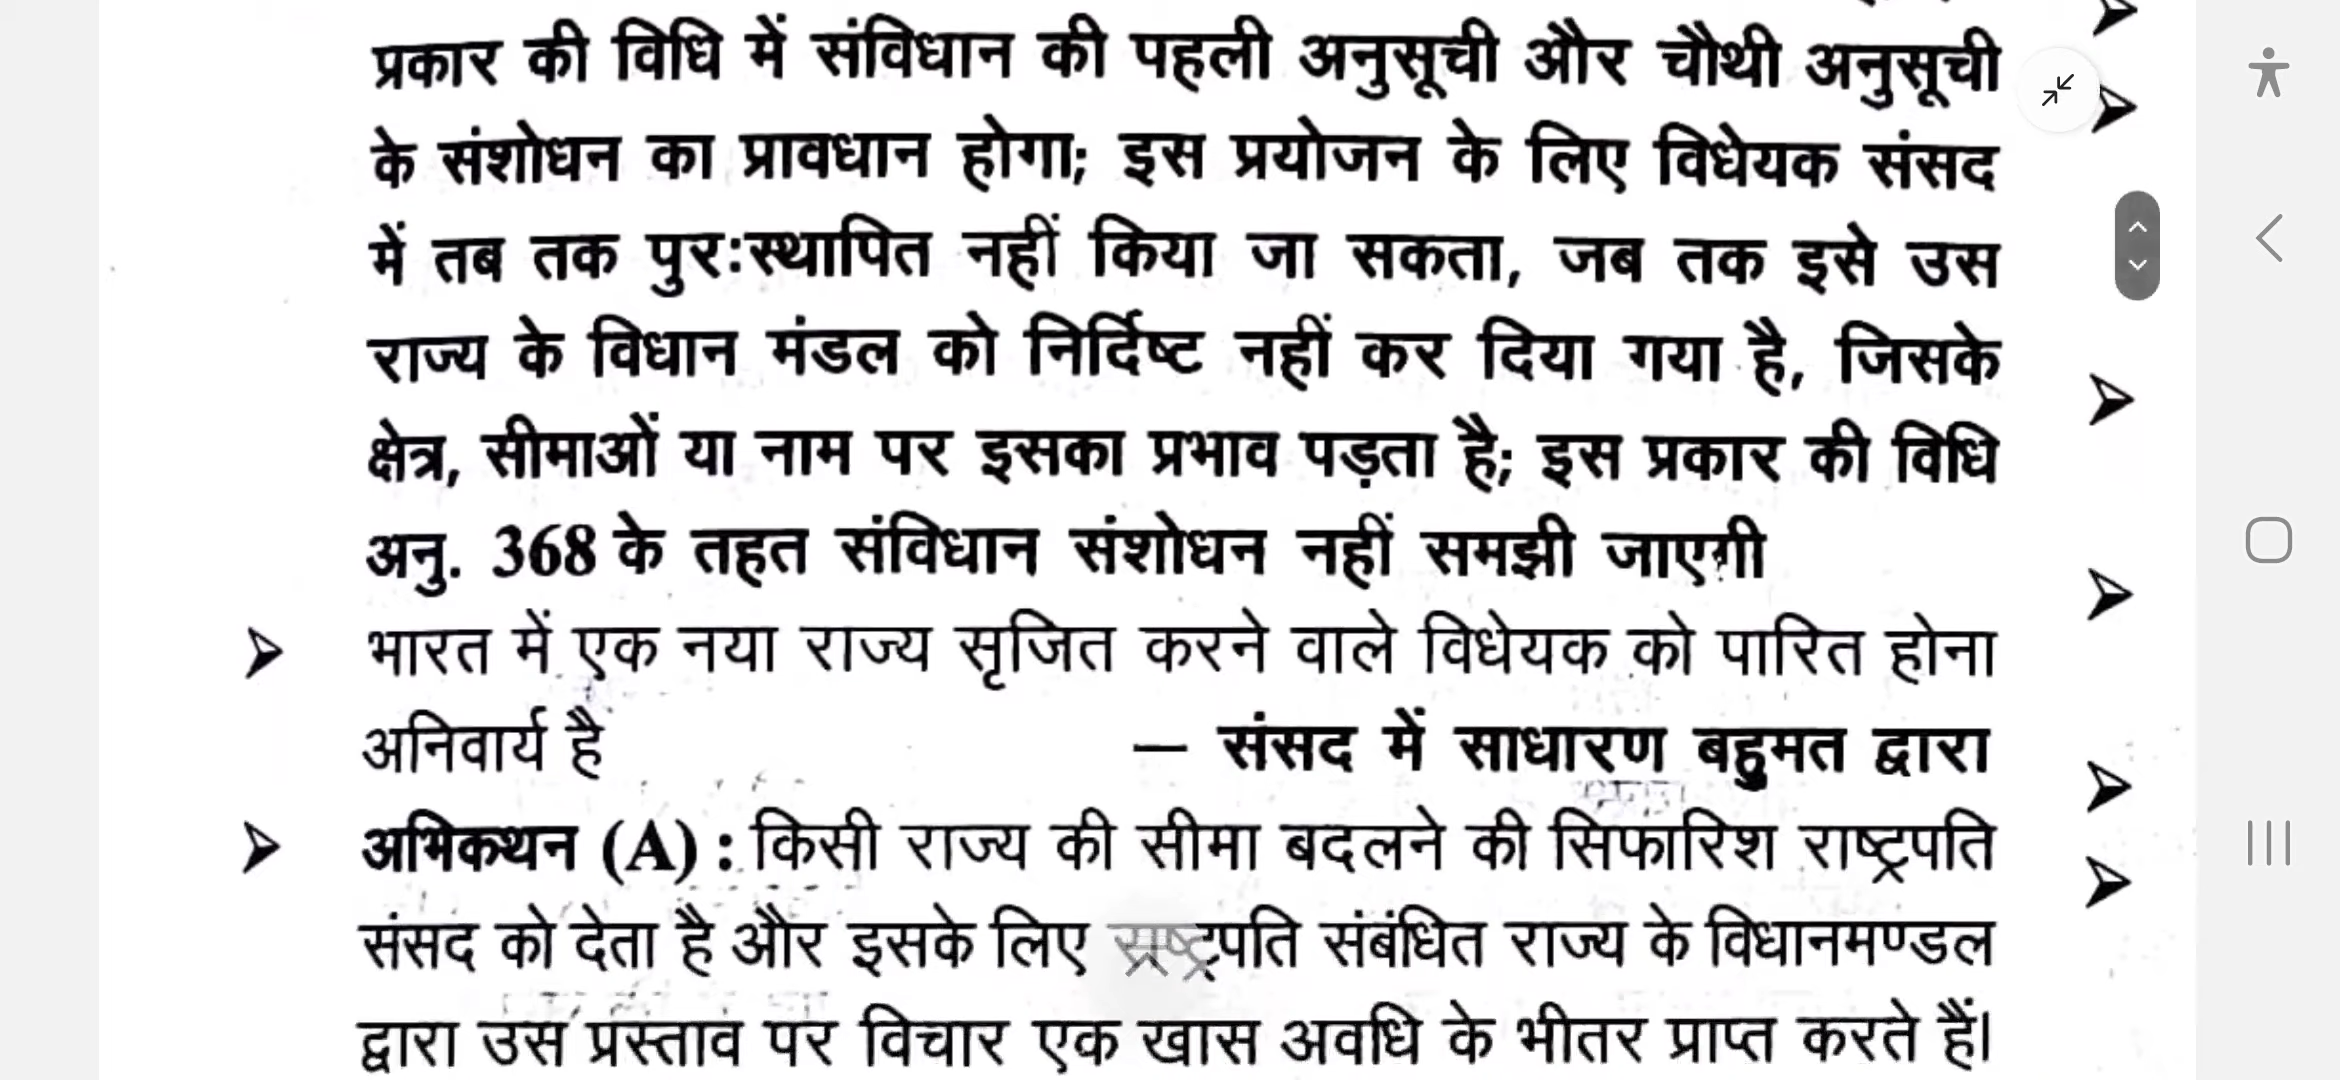 प्रकार की विधि में संविधान की पहली अनुसूची और चौथी अनुसूची
के संशोधन का प्रावधान होगा; इस प्रयोजन के लिए विधेयक संसद
में तब तक पुरःस्थापित नहीं किया जा सकता, जब तक इसे उस
राज्य के विधान मंडल को निर्दिष्ट नहीं कर दिया गया है, जिसके
क्षेत्र, सीमाओं या नाम पर इसका प्रभाव पड़ता है; इस प्रकार की विधि
अनु. 368 के तहत संविधान संशोधन नहीं समझी जाएगी
➢ भारत में एक नया राज्य सृजित करने वाले विधेयक को पारित होना
अनिवार्य है — संसद में साधारण बहुमत द्वारा
➢ अभिकथन (A) : किसी राज्य की सीमा बदलने की सिफारिश राष्ट्रपति
संसद को देता है और इसके लिए राष्ट्रपति संबंधित राज्य के विधानमण्डल
द्वारा उस प्रस्ताव पर विचार एक खास अवधि के भीतर प्राप्त करते हैं।